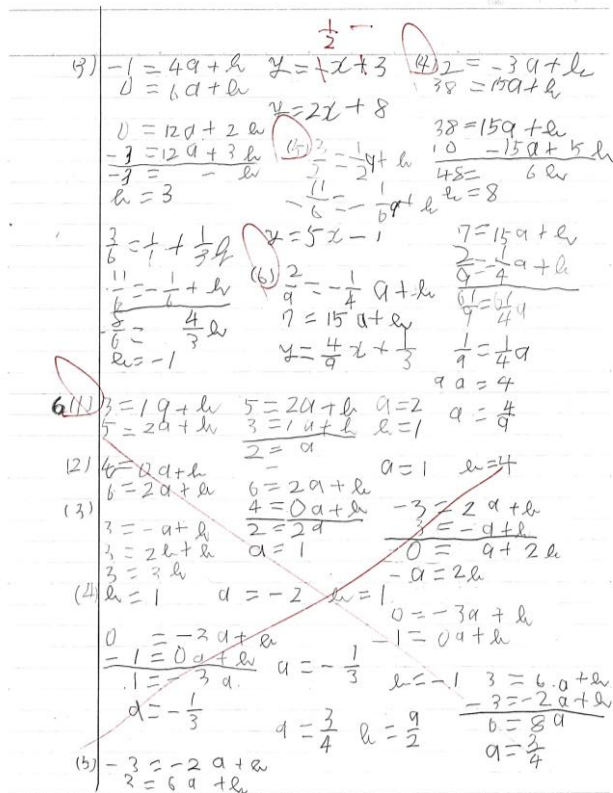 1/2 -
(3) -1 = 4a + b
0 = 6a + b
0 = 12a + 2b
-3 = 12a + 3b
-3 = - b
b = 3
y = -1x + 3
y = 2x + 8
(4) 2 = -3a + b
38 = 15a + b
38 = 15a + b
10 -15a + 5b
48 = 6b
b = 8
(5) 2/3 = 1/2 a + b
-11/6 = -1/6 a + b
3/6 = 1/1 + 1/3 b
11/6 = -1/6 + b
8/6 = 4/3 b
b = -1
y = 5x - 1
(6) 2/9 = -1/4 a + b
7 = 15a + b
y = 4/9 x + 1/3
7 = 15a + b
2/9 = 1/4 a + b
61/9 = 61/4 a
1/9 = 1/4 a
9a = 4
a = 4/9
6 (1) 3 = 1a + b
5 = 2a + b
5 = 2a + b
3 = 1a + b
2 = a
a = 2
b = 1
(2) 4 = 0a + b
6 = 2a + b
6 = 2a + b
4 = 0a + b
2 = 2a
a = 1
a = 1 b = 4
(3)
3 = -a + b
3 = 2b + b
3 = 3b
b = 1
-3 = 2a + b
3 = -a + b
0 = a + 2b
-a = 2b
a = -2 b = 1
(4)
0 = -3a + b
-1 = 0a + b
0 = -3a + b
-1 = 0a + b
1 = -3a
a = -1/3
a = -1/3
b = -1
(5) -3 = -2a + b
3 = 6a + b
3 = 6a + b
-3 = -2a + b
6 = 8a
a = 3/4
a = 3/4 b = 9/2